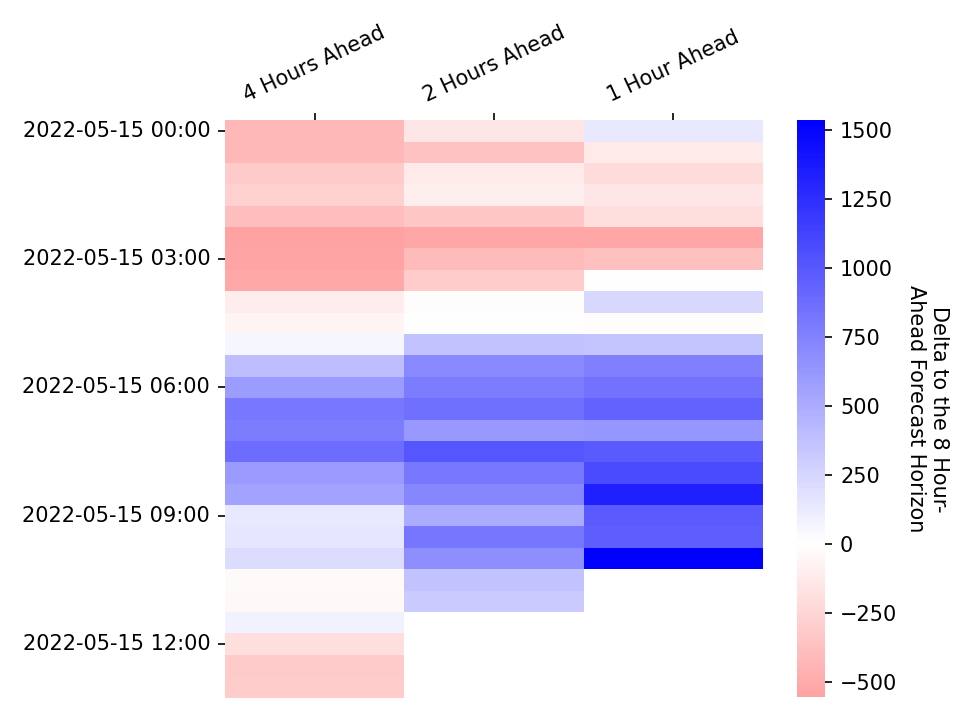 4 Hours Ahead
2 Hours Ahead
1 Hour Ahead
2022-05-15 00:00
2022-05-15 03:00
2022-05-15 06:00
2022-05-15 09:00
2022-05-15 12:00
1500
1250
1000
750
500
250
0
−250
−500
Delta to the 8 Hour-
Ahead Forecast Horizon